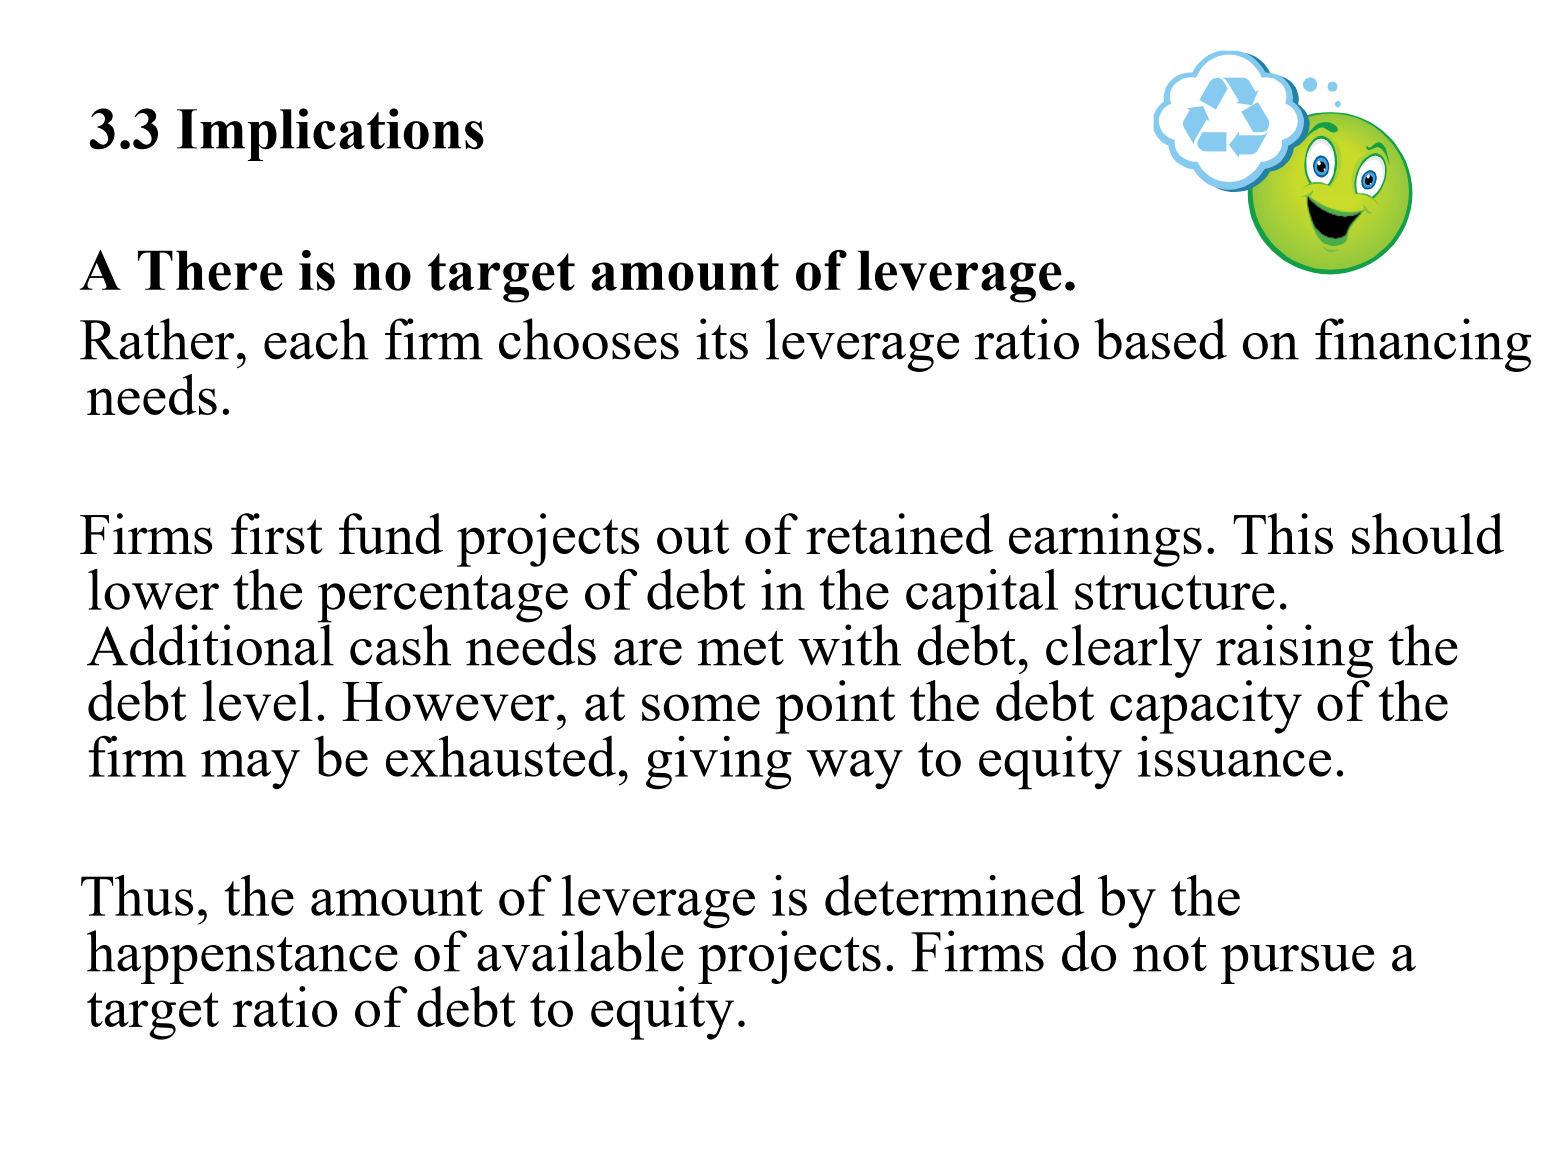 3.3 Implications
A There is no target amount of leverage.
Rather, each firm chooses its leverage ratio based on financing
needs.
Firms first fund projects out of retained earnings. This should
lower the percentage of debt in the capital structure.
Additional cash needs are met with debt, clearly raising the
debt level. However, at some point the debt capacity of the
firm may be exhausted, giving way to equity issuance.
Thus, the amount of leverage is determined by the
happenstance of available projects. Firms do not pursue a
target ratio of debt to equity.